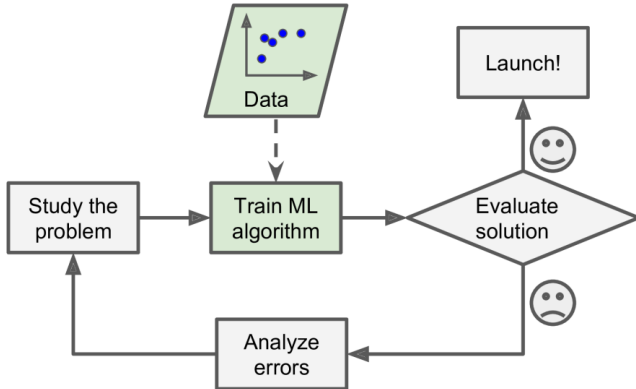 Launch!
Data
Study the
problem
Train ML
algorithm
Evaluate
solution
Analyze
errors